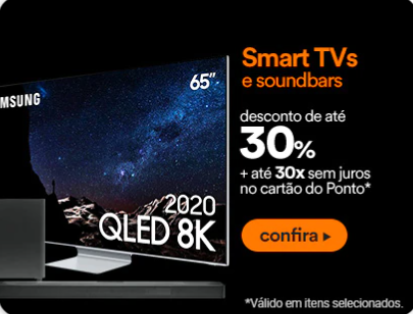 Smart TVs
e soundbars
MSUNG
65"
desconto de até
30%
+ até 30x sem juros
no cartão do Ponto*
2020
QLED 8K
confira ▸
*Válido em itens selecionados.